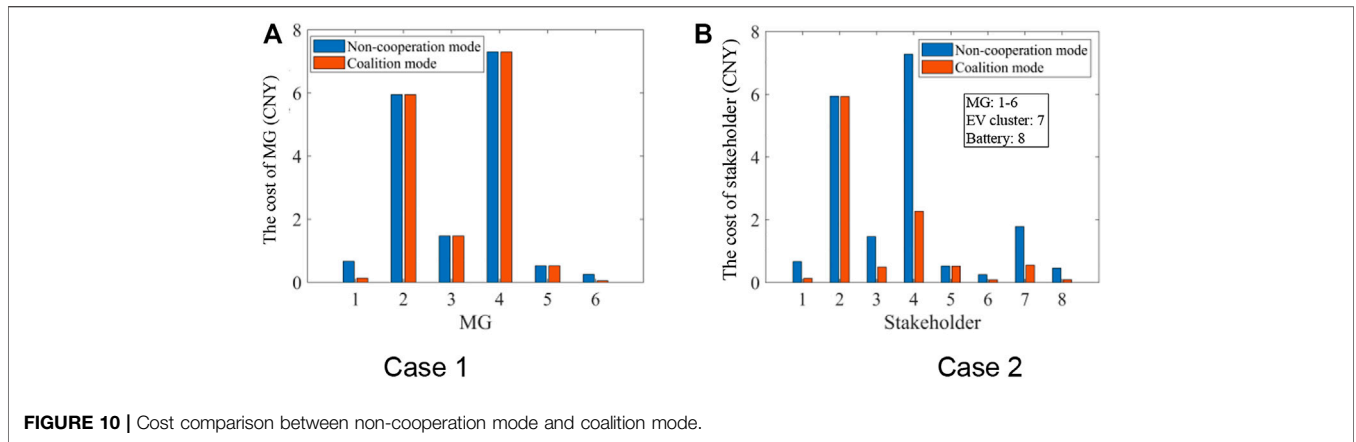 A
Non-cooperation mode
Coalition mode
The cost of MG (CNY)
8
6
4
2
0
1 2 3 4 5 6
MG
Case 1
B
Non-cooperation mode
Coalition mode
MG: 1-6
EV cluster: 7
Battery: 8
The cost of stakeholder (CNY)
8
6
4
2
0
1 2 3 4 5 6 7 8
Stakeholder
Case 2
FIGURE 10 | Cost comparison between non-cooperation mode and coalition mode.